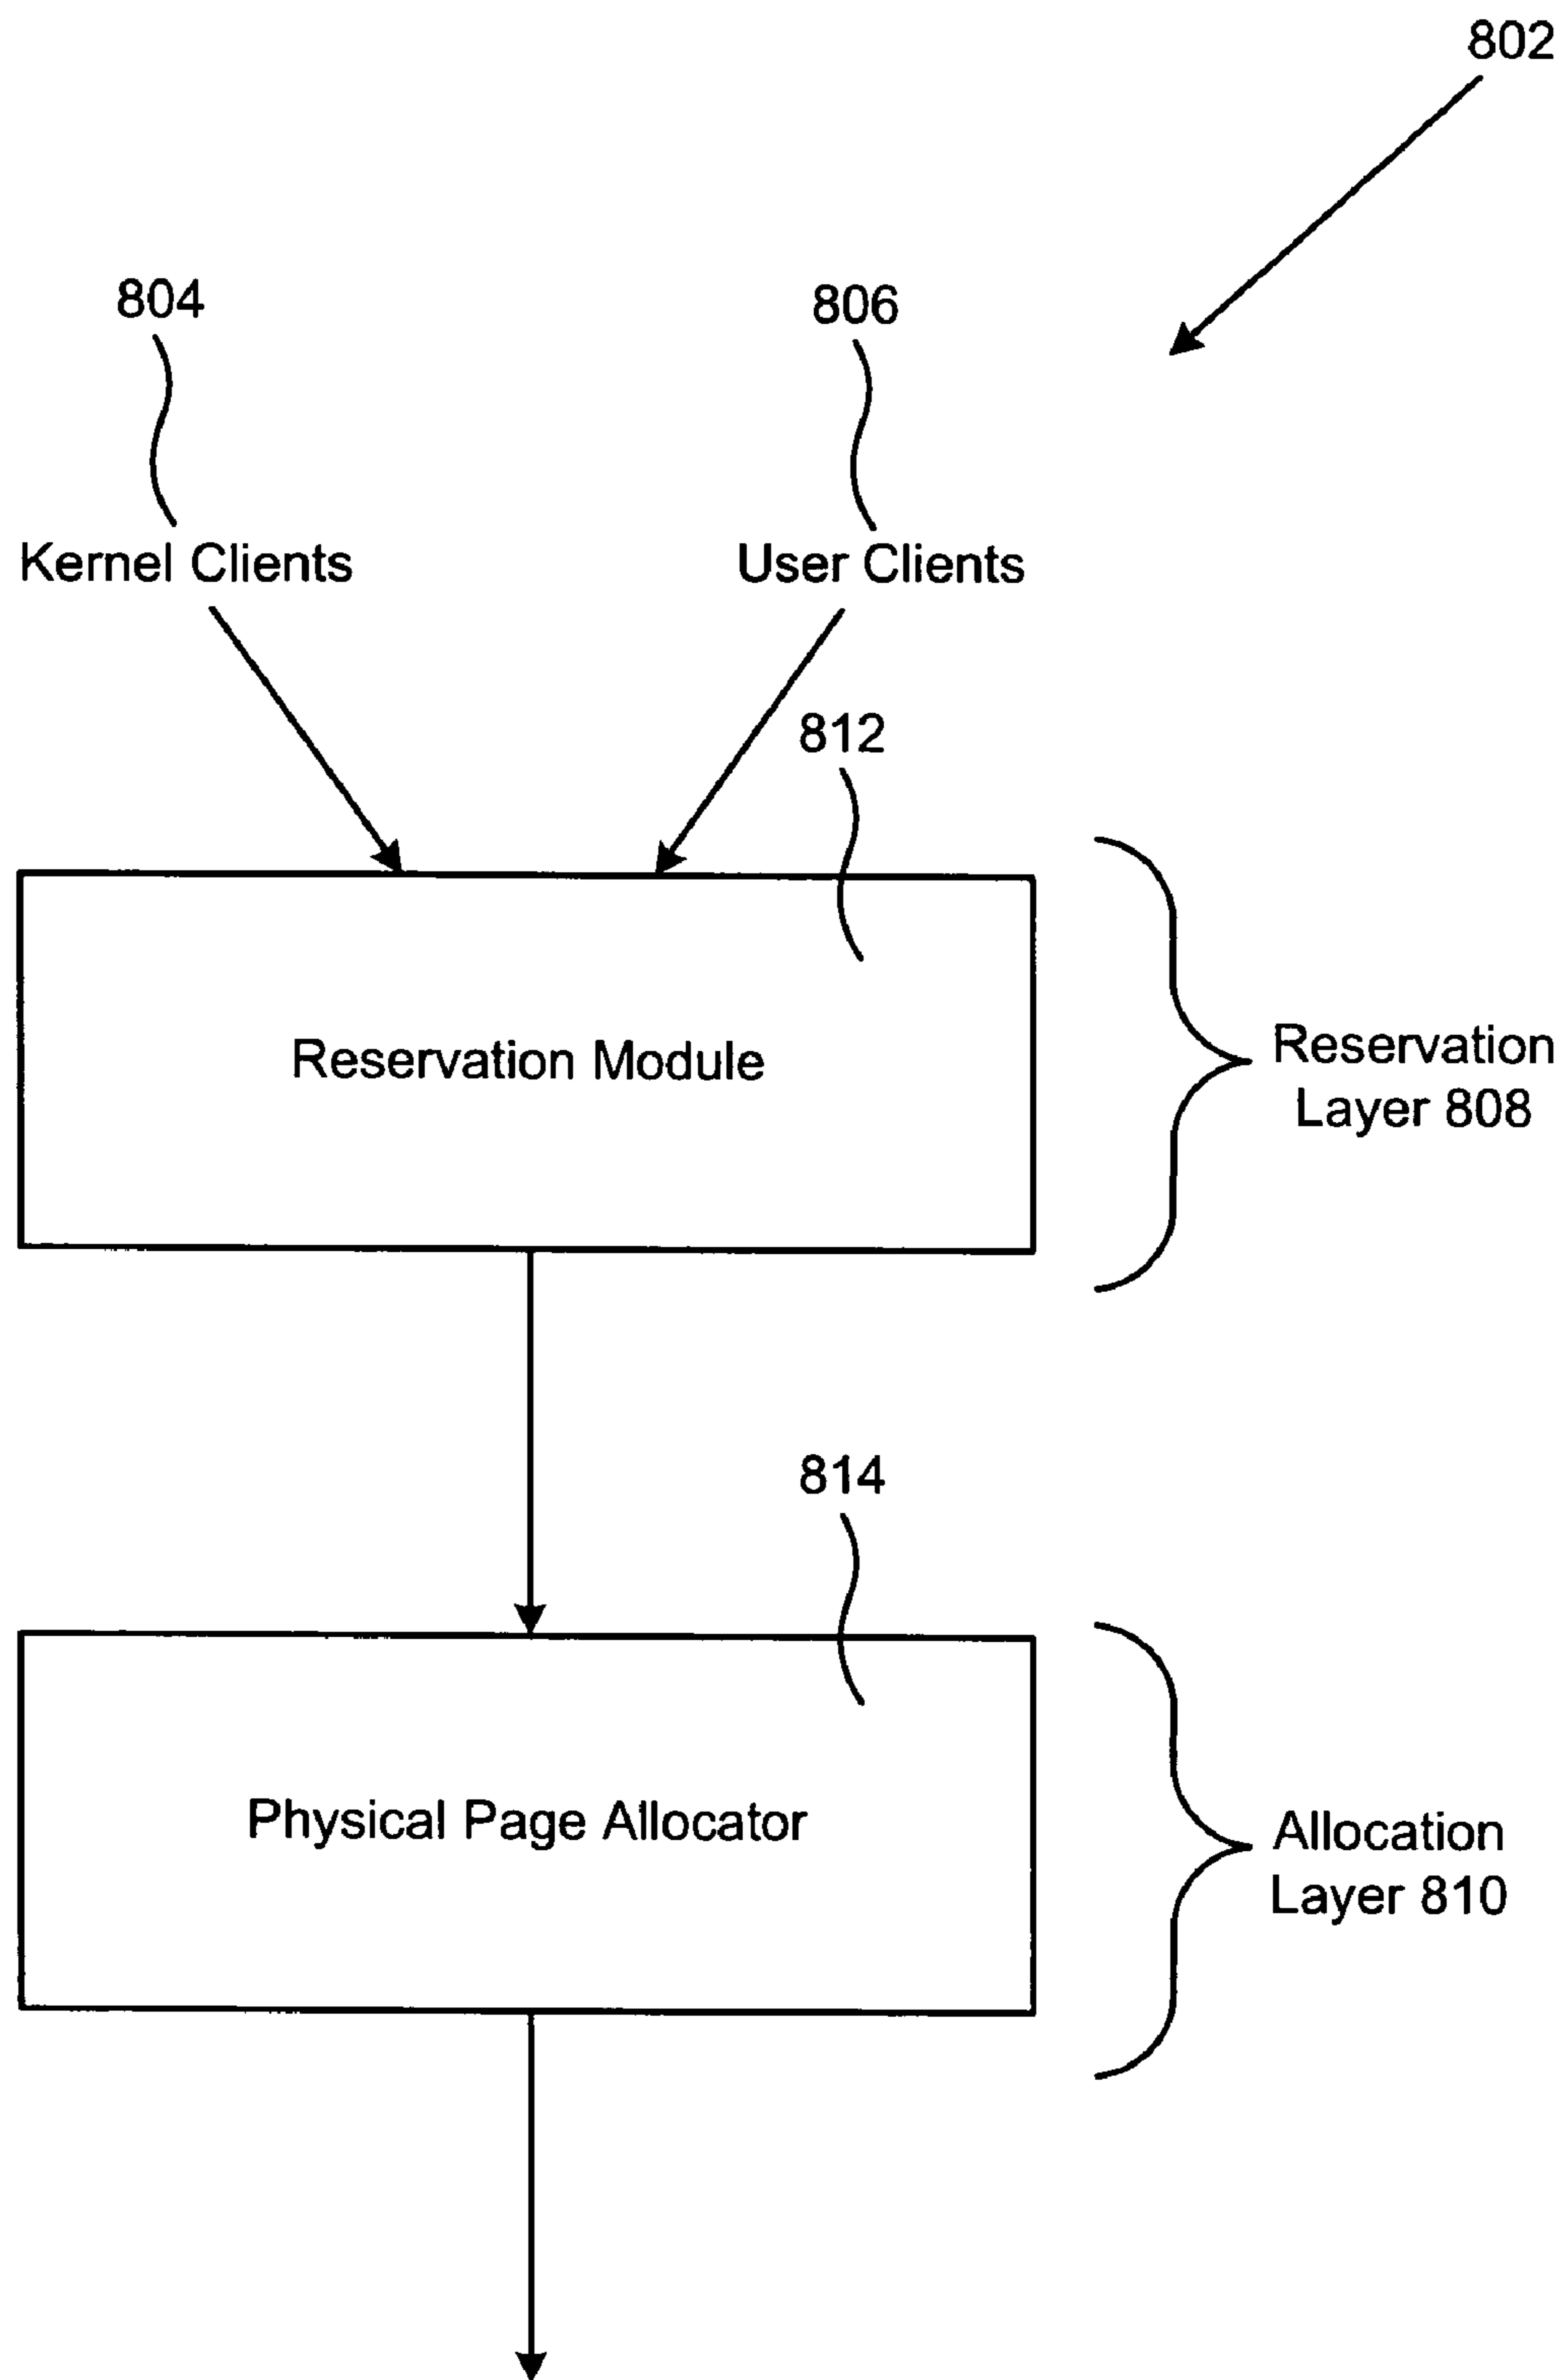 802
804
806
Kernel Clients
User Clients
812
Reservation Module
Reservation
Layer 808
814
Physical Page Allocator
Allocation
Layer 810